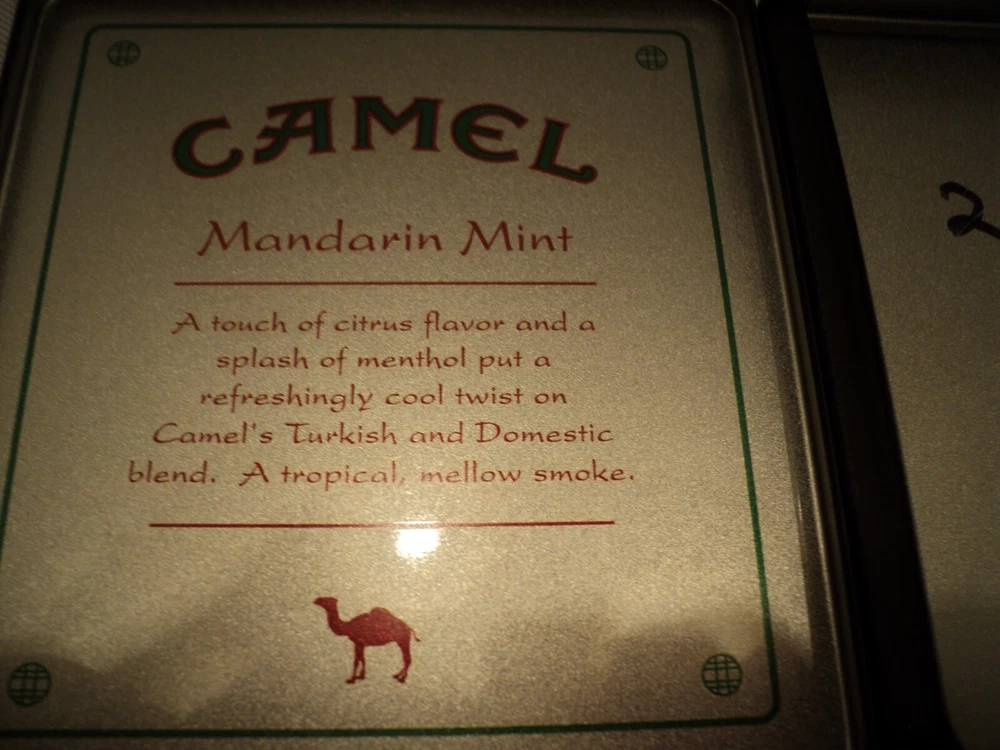 CAMEL
Mandarin Mint
A touch of citrus flavor and a
splash of menthol put a
refreshingly cool twist on
Camel's Turkish and Domestic
blend. A tropical, mellow smoke.
2